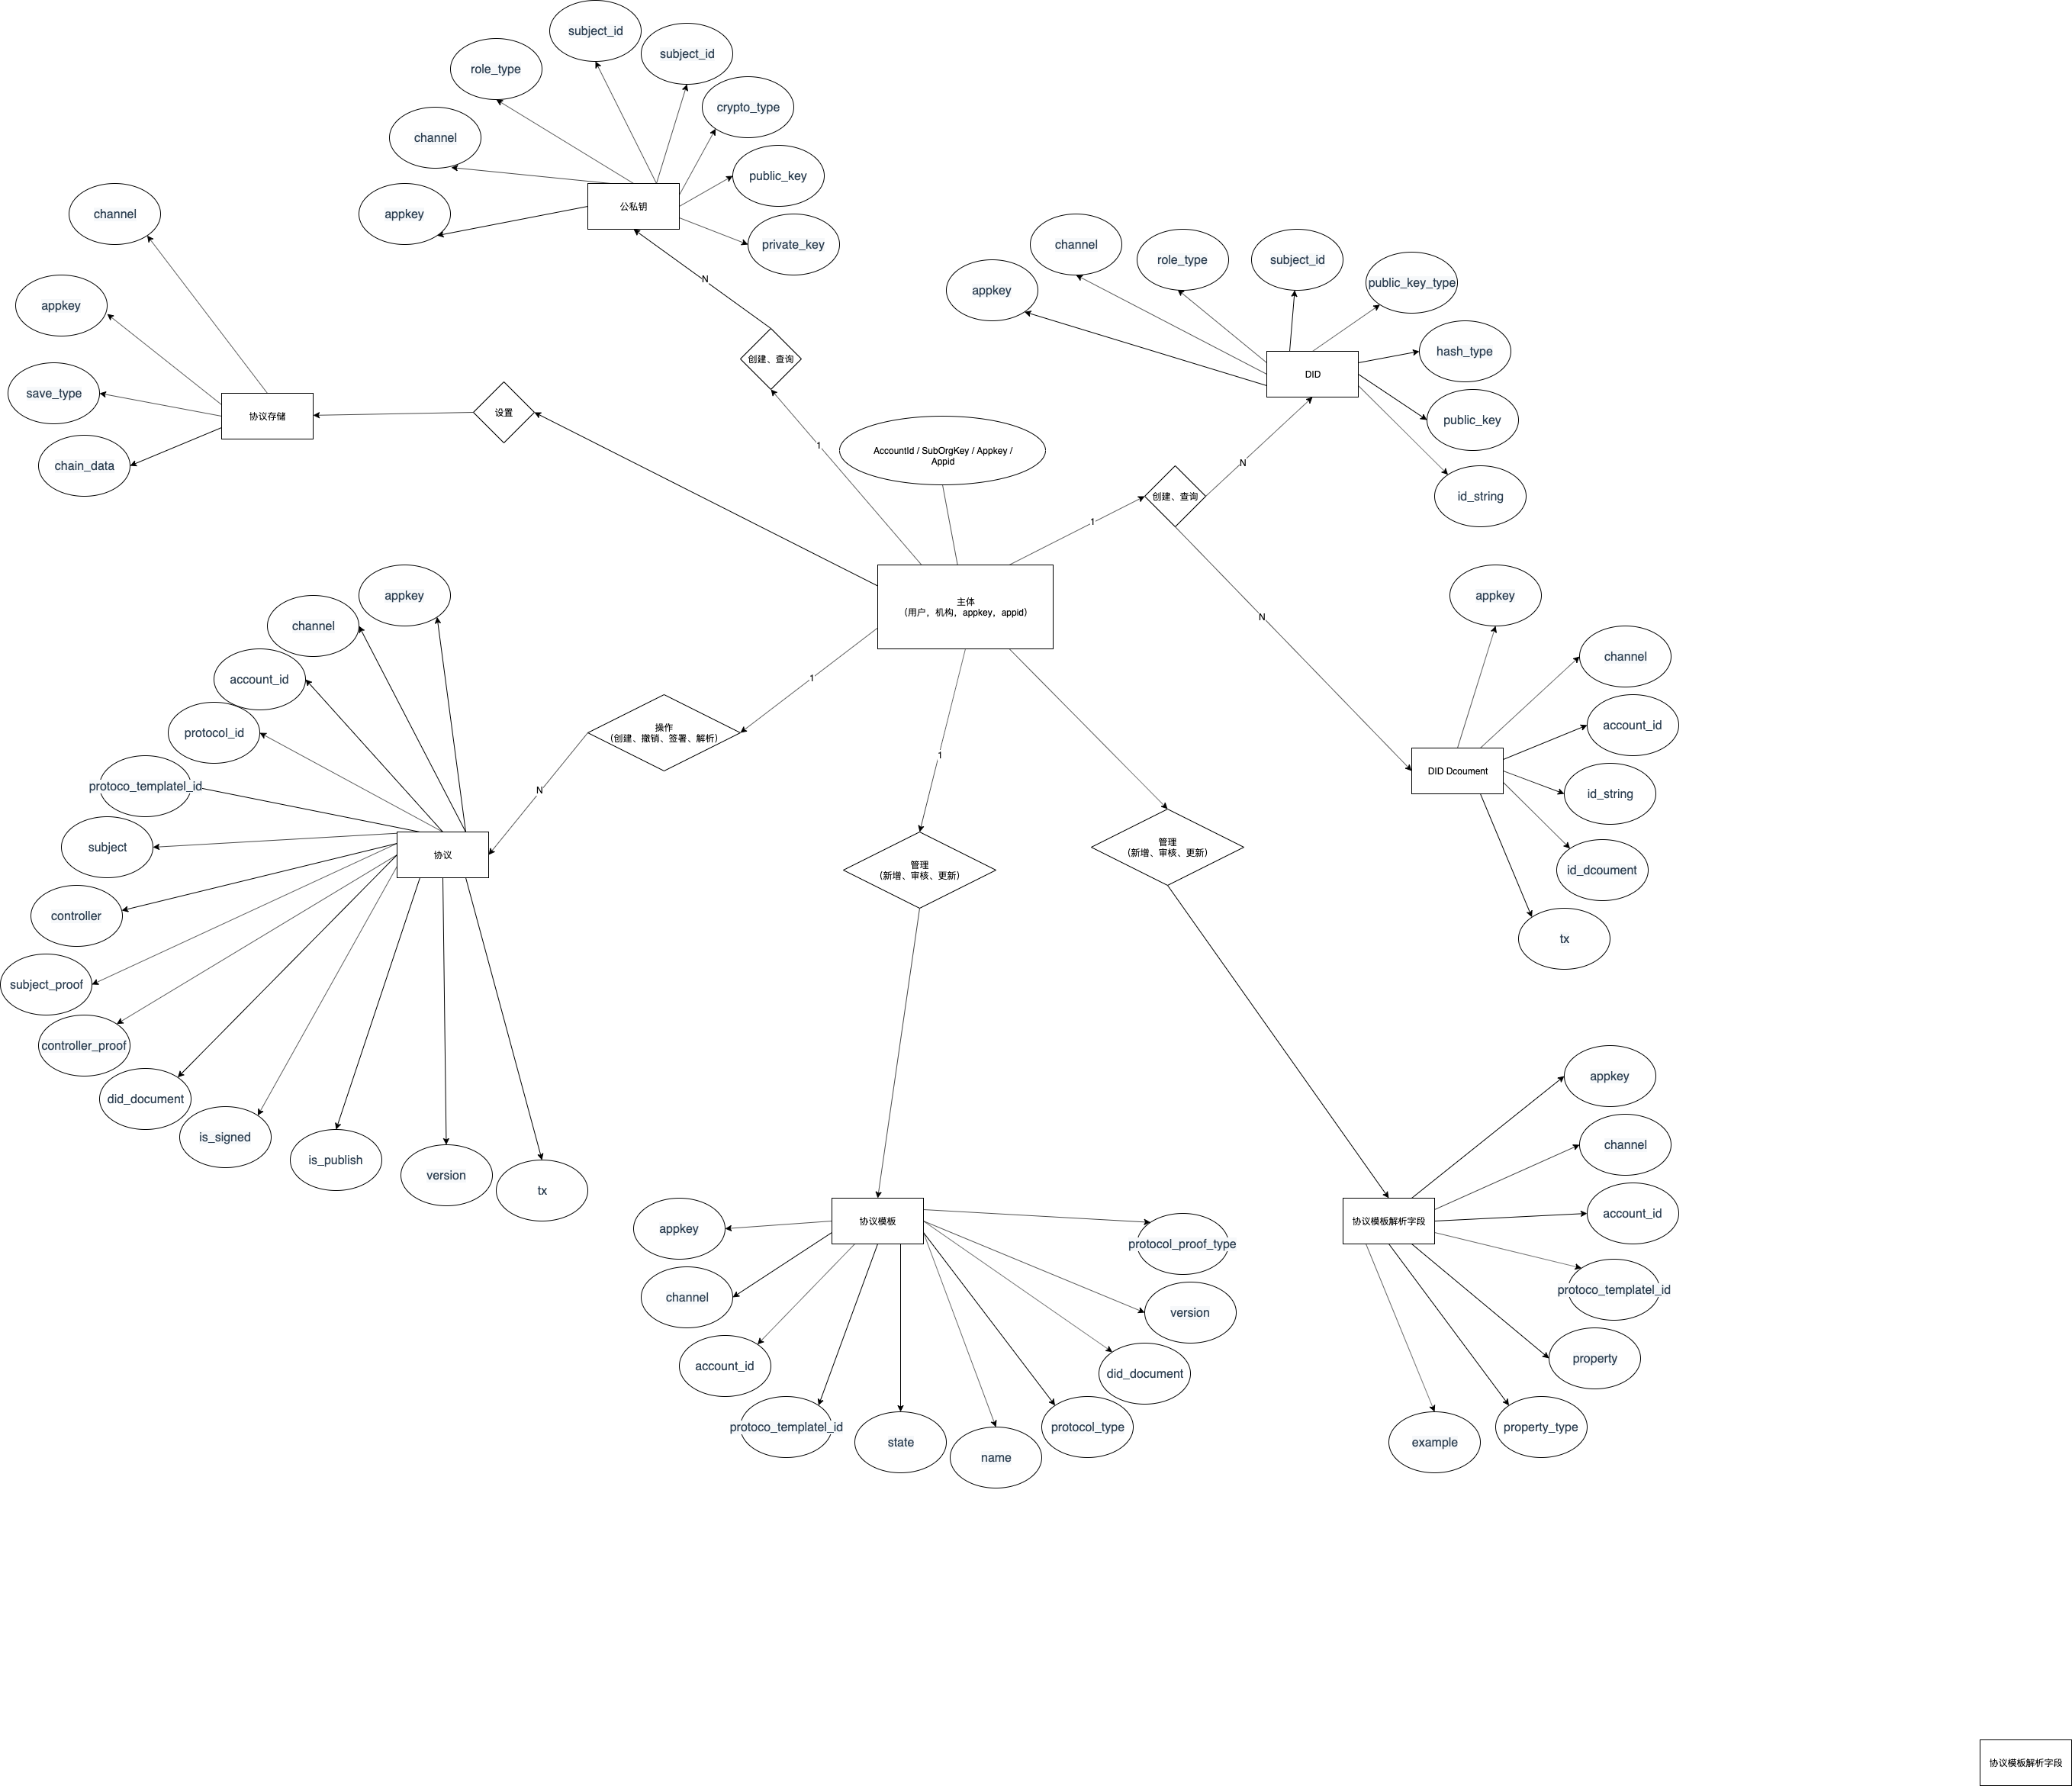 subject_id
subject_id
role_type
crypto_type
channel
public_key
appkey
公私钥
private_key
channel
appkey
save_type
协议存储
chain_data
设置
N
创建、查询
1
AccountId / SubOrgKey / Appkey /
Appid
channel
role_type
subject_id
public_key_type
appkey
hash_type
DID
public_key
id_string
N
创建、查询
1
N
主体
（用户，机构，appkey，appid）
appkey
channel
account_id
protocol_id
protoco_templatel_id
subject
协议
controller
subject_proof
controller_proof
did_document
is_signed
is_publish
version
tx
1
操作
（创建、撤销、签署、解析）
N
1
管理
（新增、审核、更新）
管理
（新增、审核、更新）
appkey
channel
account_id
DID Dcoument
id_string
id_dcoument
tx
appkey
协议模板
protocol_proof_type
channel
version
account_id
did_document
protoco_templatel_id
state
name
protocol_type
appkey
channel
协议模板解析字段
account_id
protoco_templatel_id
property
example
property_type
协议模板解析字段